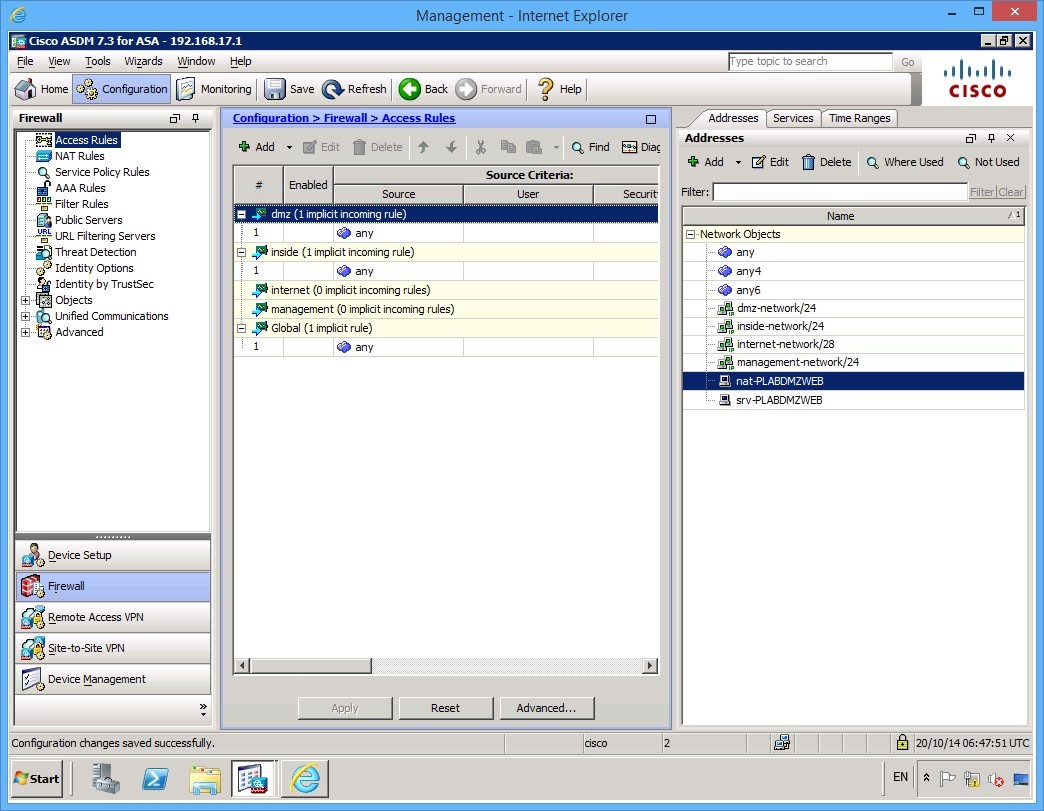 Management - Internet Explorer
Cisco ASDM 7.3 for ASA - 192.168.17.1
File View Tools Wizards Window Help
Type topic to search Go
Home Configuration Monitoring Save Refresh Back Forward Help
CISCO
Firewall
Access Rules
NAT Rules
Service Policy Rules
AAA Rules
Filter Rules
Public Servers
URL Filtering Servers
Threat Detection
Identity Options
Identity by TrustSec
Objects
Unified Communications
Advanced
Device Setup
Firewall
Remote Access VPN
Site-to-Site VPN
Device Management
Configuration > Firewall > Access Rules
Add Edit Delete Find Diag
# Enabled Source Criteria:
Source User Securit
dmz (1 implicit incoming rule)
1 any
inside (1 implicit incoming rule)
1 any
internet (0 implicit incoming rules)
management (0 implicit incoming rules)
Global (1 implicit rule)
1 any
Apply Reset Advanced...
Addresses Services Time Ranges
Addresses
Add Edit Delete Where Used Not Used
Filter: Filter Clear
Name 1
Network Objects
any
any4
any6
dmz-network/24
inside-network/24
internet-network/28
management-network/24
nat-PLABDMZWEB
srv-PLABDMZWEB
Configuration changes saved successfully. cisco 2 20/10/14 06:47:51 UTC
Start EN